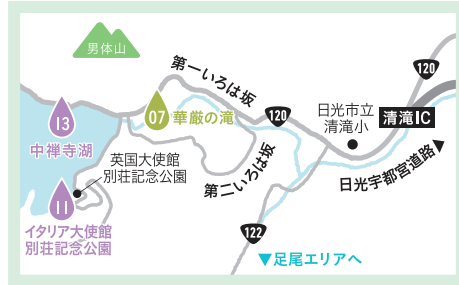 男体山
第一いろは坂
120
13
中禅寺湖
07 華厳の滝
120
日光市立
清滝小
清滝IC
英国大使館
別荘記念公園
第二いろは坂
日光宇都宮道路▶
11
イタリア大使館
別荘記念公園
122
▼足尾エリアへ